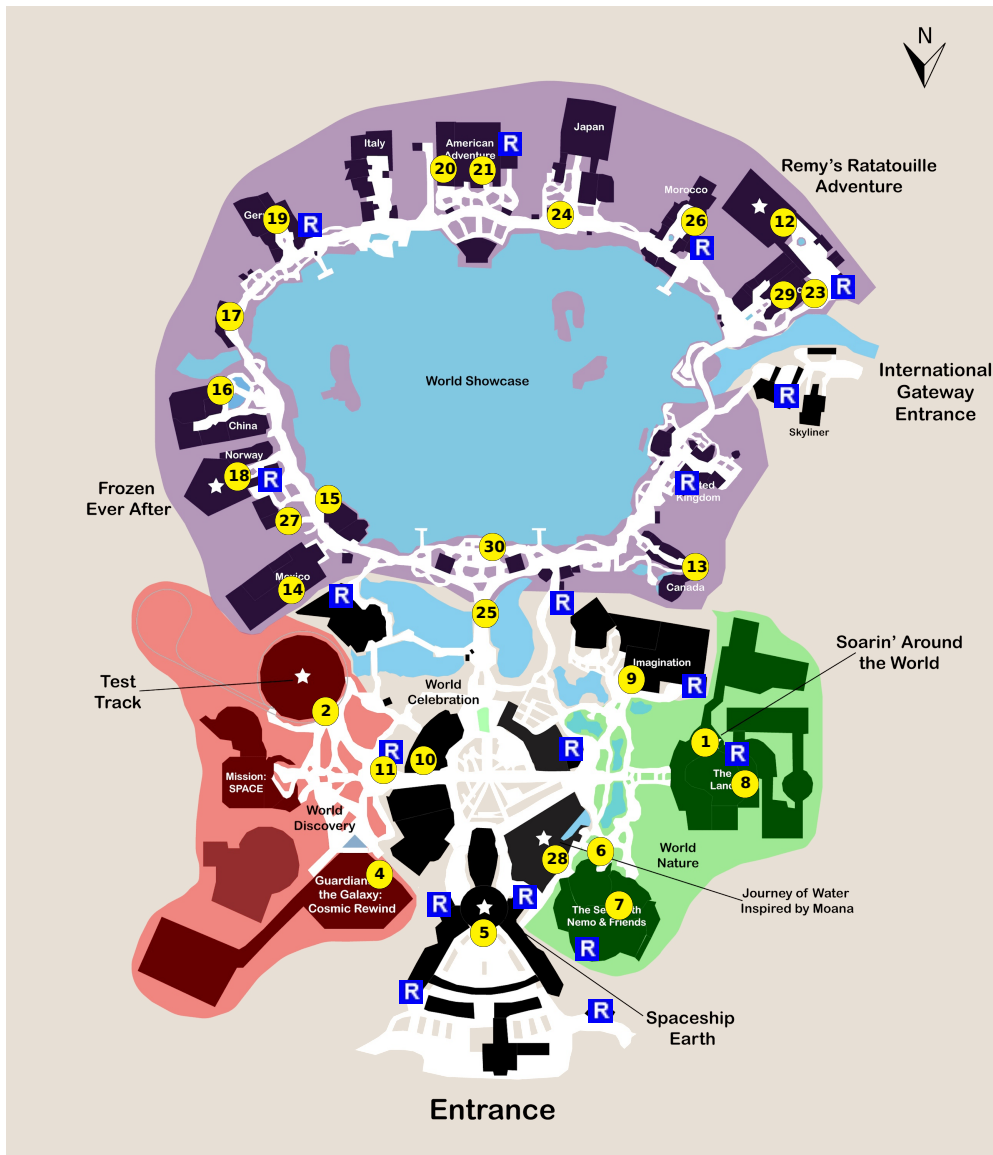 N
Japan
Italy
American
Adventure
R
20
21
Remy's Ratatouille
Adventure
Morocco
24
26
12
19
R
R
R
29
23
17
International
Gateway
Entrance
World Showcase
16
R
Skyliner
China
Norway
18
R
Frozen
Ever After
15
R
Kingdom
27
30
13
Canada
Mexico
14
R
R
25
Soarin' Around
the World
Imagination
9
R
Test
Track
World
Celebration
2
1
R
R
R
11
10
Mission:
SPACE
The
Land
8
World
Discovery
World
Nature
6
28
4
Guardians of
the Galaxy:
Cosmic Rewind
Journey of Water
Inspired by Moana
R
R
5
7
The Seas with
Nemo & Friends
R
R
R
Spaceship
Earth
Entrance